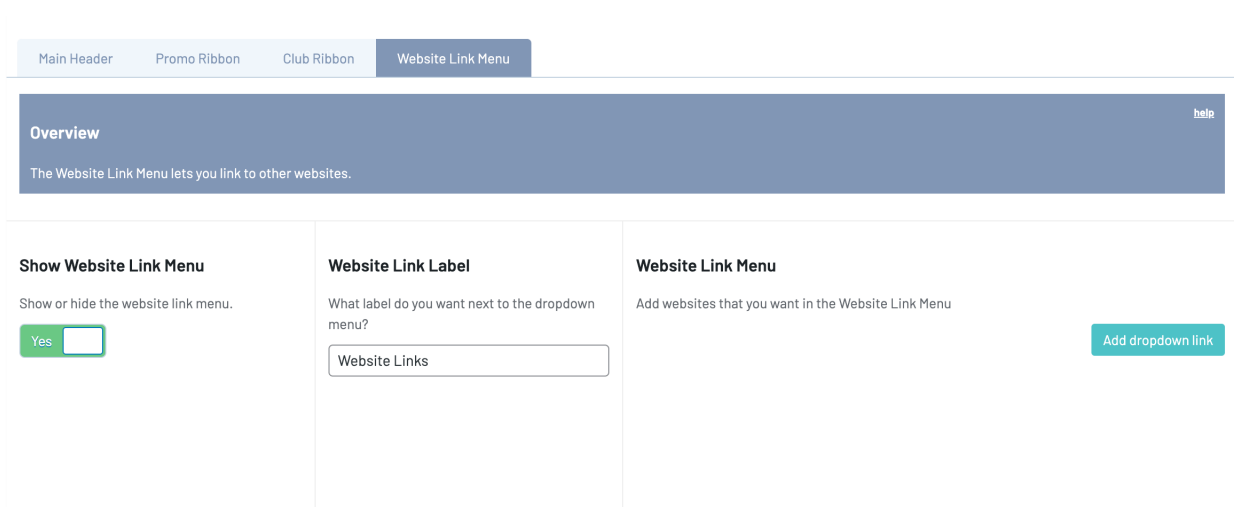 Main Header
Promo Ribbon
Club Ribbon
Website Link Menu
help
Overview
The Website Link Menu lets you link to other websites.
Show Website Link Menu
Show or hide the website link menu.
Yes
Website Link Label
What label do you want next to the dropdown
menu?
Website Links
Website Link Menu
Add websites that you want in the Website Link Menu
Add dropdown link